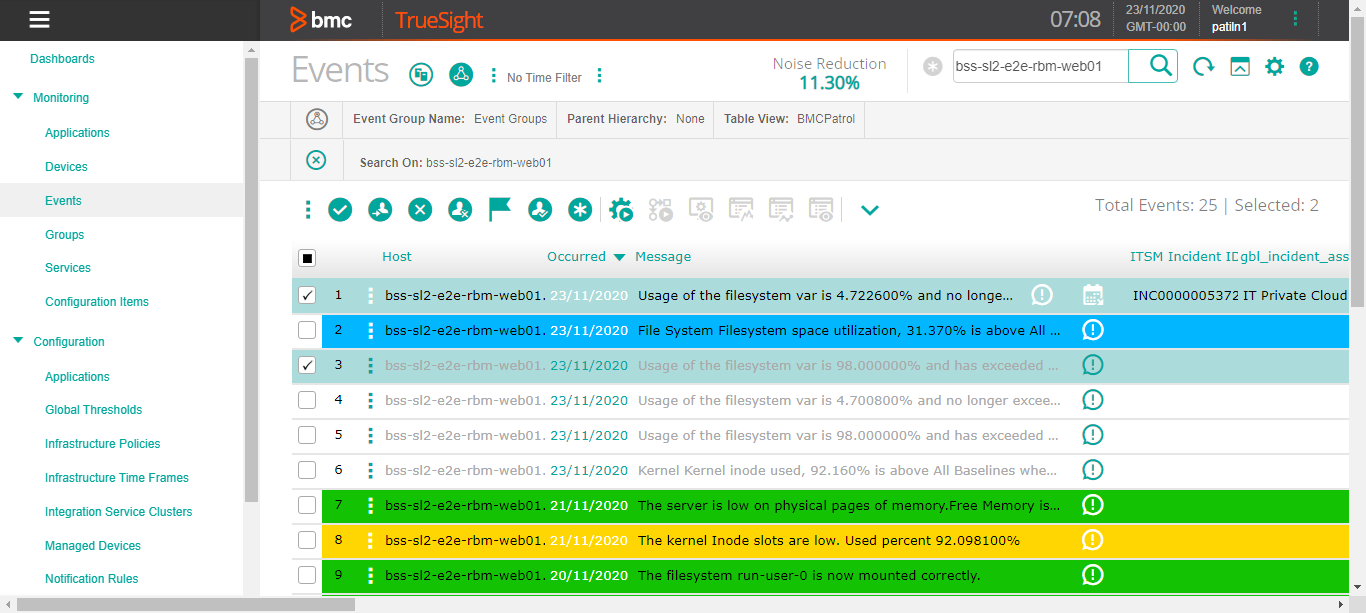 bmc TrueSight 07:08 23/11/2020 GMT-00:00 Welcome patiln1
Dashboards
Monitoring
Applications
Devices
Events
Groups
Services
Configuration Items
Configuration
Applications
Global Thresholds
Infrastructure Policies
Infrastructure Time Frames
Integration Service Clusters
Managed Devices
Notification Rules
Events No Time Filter Noise Reduction 11.30% bss-sl2-e2e-rbm-web01
Event Group Name: Event Groups Parent Hierarchy: None Table View: BMCPatrol
Search On: bss-sl2-e2e-rbm-web01
Total Events: 25 | Selected: 2
Host Occurred Message ITSM Incident ID gbl_incident_ass
1 bss-sl2-e2e-rbm-web01. 23/11/2020 Usage of the filesystem var is 4.722600% and no longe... INC0000005372 IT Private Cloud
2 bss-sl2-e2e-rbm-web01. 23/11/2020 File System Filesystem space utilization, 31.370% is above All ...
3 bss-sl2-e2e-rbm-web01. 23/11/2020 Usage of the filesystem var is 98.000000% and has exceeded ...
4 bss-sl2-e2e-rbm-web01. 23/11/2020 Usage of the filesystem var is 4.700800% and no longer excee...
5 bss-sl2-e2e-rbm-web01. 23/11/2020 Usage of the filesystem var is 98.000000% and has exceeded ...
6 bss-sl2-e2e-rbm-web01. 23/11/2020 Kernel Kernel inode used, 92.160% is above All Baselines whe...
7 bss-sl2-e2e-rbm-web01. 21/11/2020 The server is low on physical pages of memory.Free Memory is...
8 bss-sl2-e2e-rbm-web01. 21/11/2020 The kernel Inode slots are low. Used percent 92.098100%
9 bss-sl2-e2e-rbm-web01. 20/11/2020 The filesystem run-user-0 is now mounted correctly.